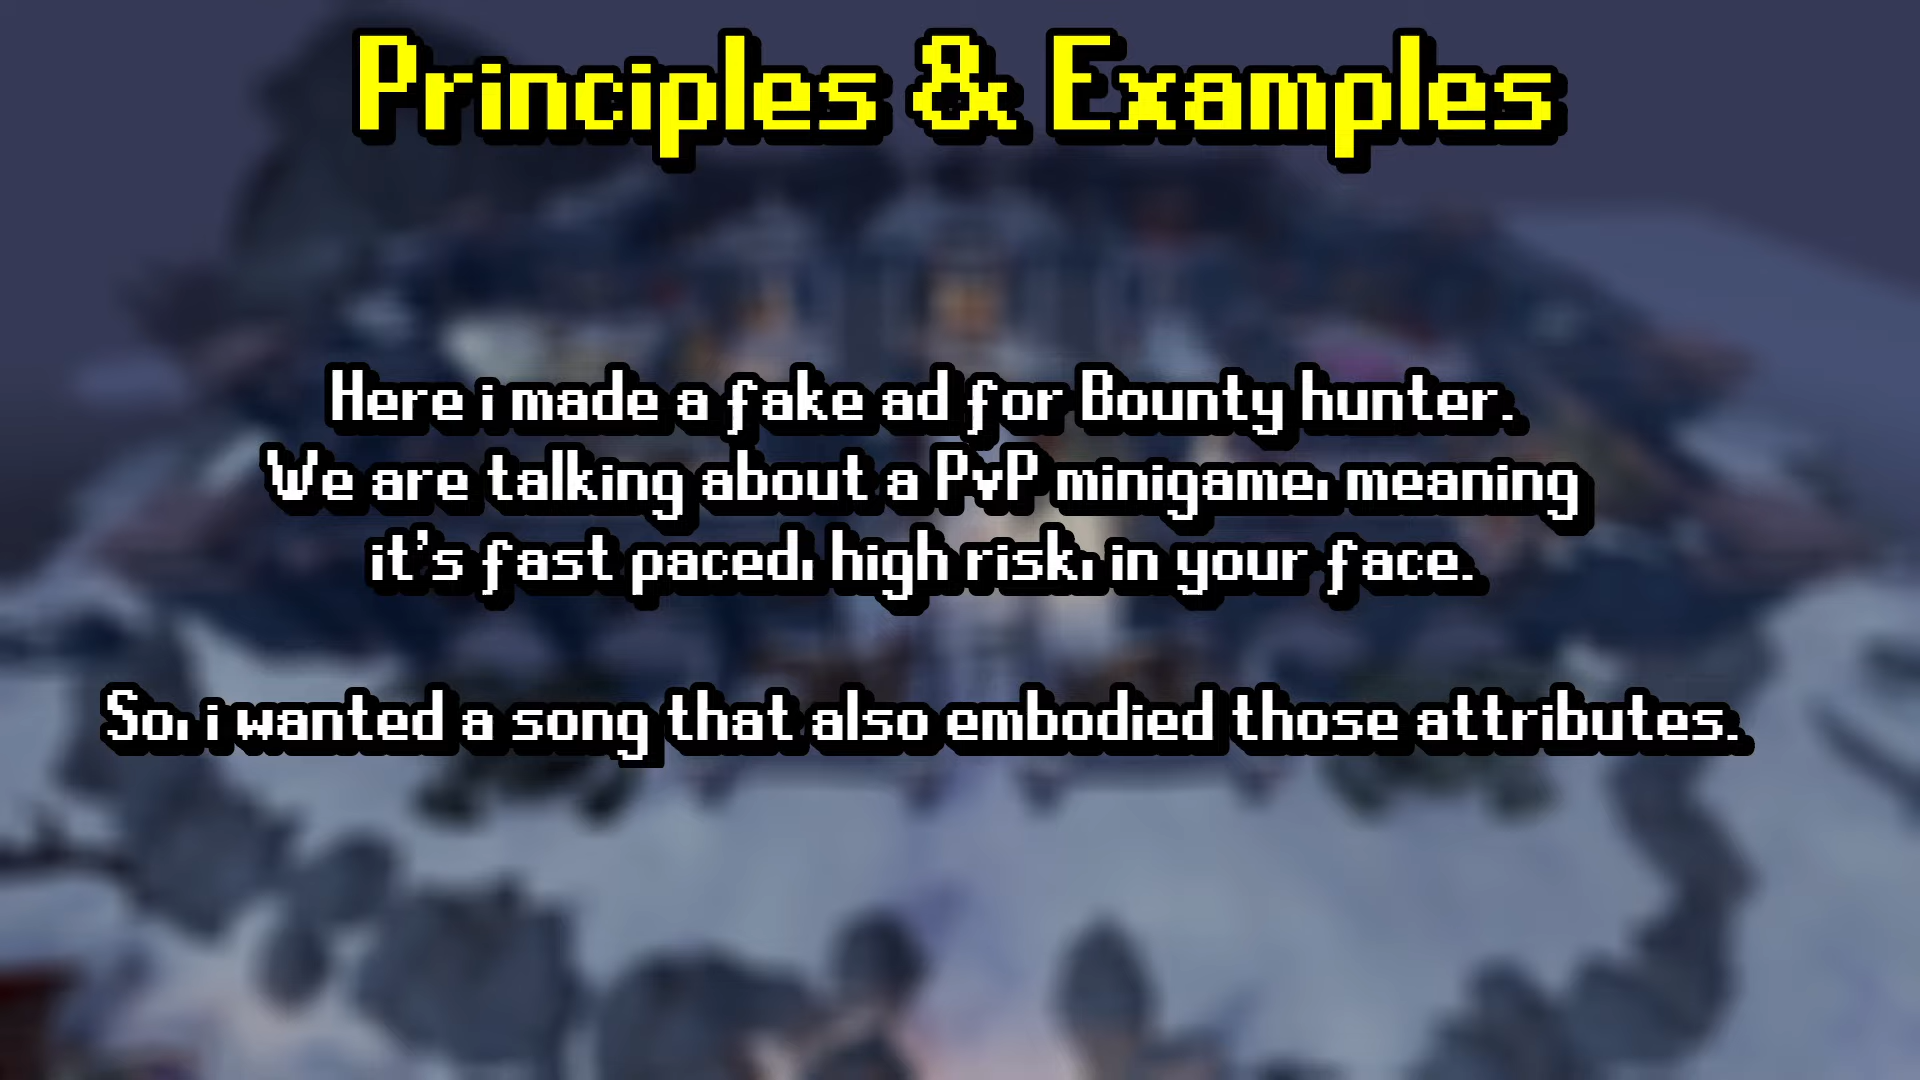 Principles & Examples
Here i made a fake ad for Bounty hunter.
We are talking about a PvP minigame, meaning
it's fast paced, high risk, in your face.
So, i wanted a song that also embodied those attributes.